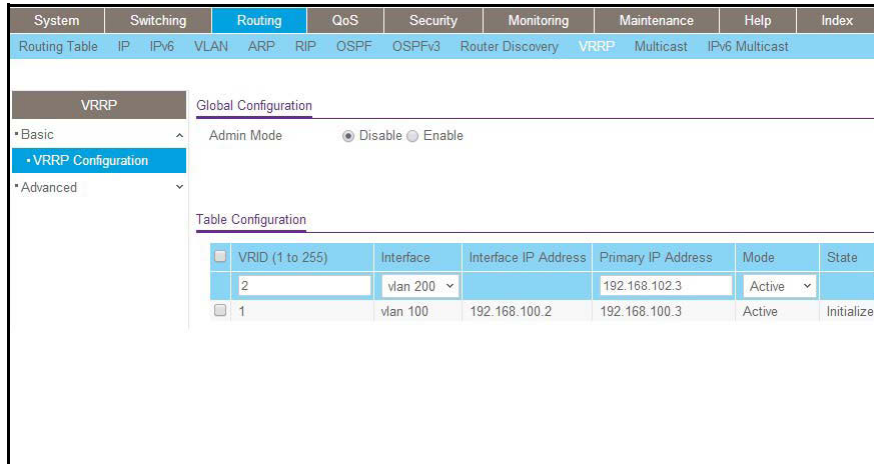 System Switching Routing QoS Security Monitoring Maintenance Help Index
Routing Table IP IPv6 VLAN ARP RIP OSPF OSPFv3 Router Discovery VRRP Multicast IPv6 Multicast
VRRP
Basic
VRRP Configuration
Advanced
Global Configuration
Admin Mode Disable Enable
Table Configuration
VRID (1 to 255) Interface Interface IP Address Primary IP Address Mode State
2 vlan 200 192.168.102.3 Active
1 vlan 100 192.168.100.2 192.168.100.3 Active Initialize